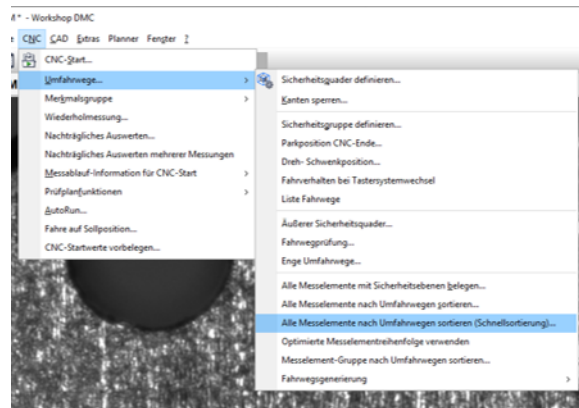 M* - Workshop DMC
CNC CAD Extras Planner Fenster ?
CNC-Start...
Umfahrwege...
Merkmalsgruppe
Wiederholmessung...
Nachträgliches Auswerten...
Nachträgliches Auswerten mehrerer Messungen
Messablauf-Information für CNC-Start
Prüfplanfunktionen
AutoRun...
Fahre auf Sollposition...
CNC-Startwerte vorbelegen...
Sicherheitsquader definieren...
Kanten sperren...
Sicherheitsgruppe definieren...
Parkposition CNC-Ende...
Dreh- Schwenkposition...
Fahrverhalten bei Tastersystemwechsel
Liste Fahrwege
Äußerer Sicherheitsquader...
Fahrwegprüfung...
Enge Umfahrwege...
Alle Messelemente mit Sicherheitsebenen belegen...
Alle Messelemente nach Umfahrwegen sortieren...
Alle Messelemente nach Umfahrwegen sortieren (Schnellsortierung)...
Optimierte Messelementreihenfolge verwenden
Messelement-Gruppe nach Umfahrwegen sortieren...
Fahrwegsgenerierung